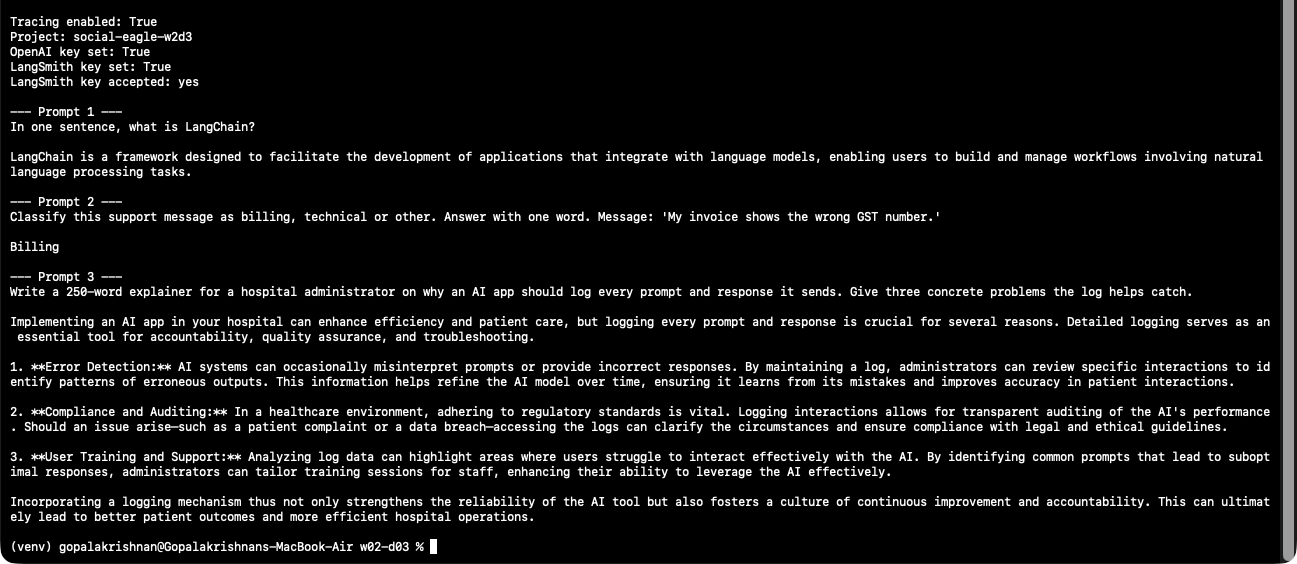 Tracing enabled: True
Project: social-eagle-w2d3
OpenAI key set: True
LangSmith key set: True
LangSmith key accepted: yes
--- Prompt 1 ---
In one sentence, what is LangChain?
LangChain is a framework designed to facilitate the development of applications that integrate with language models, enabling users to build and manage workflows involving natural
language processing tasks.
--- Prompt 2 ---
Classify this support message as billing, technical or other. Answer with one word. Message: 'My invoice shows the wrong GST number.'
Billing
--- Prompt 3 ---
Write a 250-word explainer for a hospital administrator on why an AI app should log every prompt and response it sends. Give three concrete problems the log helps catch.
Implementing an AI app in your hospital can enhance efficiency and patient care, but logging every prompt and response is crucial for several reasons. Detailed logging serves as an
 essential tool for accountability, quality assurance, and troubleshooting.
1. **Error Detection:** AI systems can occasionally misinterpret prompts or provide incorrect responses. By maintaining a log, administrators can review specific interactions to id
entify patterns of erroneous outputs. This information helps refine the AI model over time, ensuring it learns from its mistakes and improves accuracy in patient interactions.
2. **Compliance and Auditing:** In a healthcare environment, adhering to regulatory standards is vital. Logging interactions allows for transparent auditing of the AI's performance
. Should an issue arise—such as a patient complaint or a data breach—accessing the logs can clarify the circumstances and ensure compliance with legal and ethical guidelines.
3. **User Training and Support:** Analyzing log data can highlight areas where users struggle to interact effectively with the AI. By identifying common prompts that lead to subopt
imal responses, administrators can tailor training sessions for staff, enhancing their ability to leverage the AI effectively.
Incorporating a logging mechanism thus not only strengthens the reliability of the AI tool but also fosters a culture of continuous improvement and accountability. This can ultimat
ely lead to better patient outcomes and more efficient hospital operations.
(venv) gopalakrishnan@Gopalakrishnans-MacBook-Air w02-d03 %